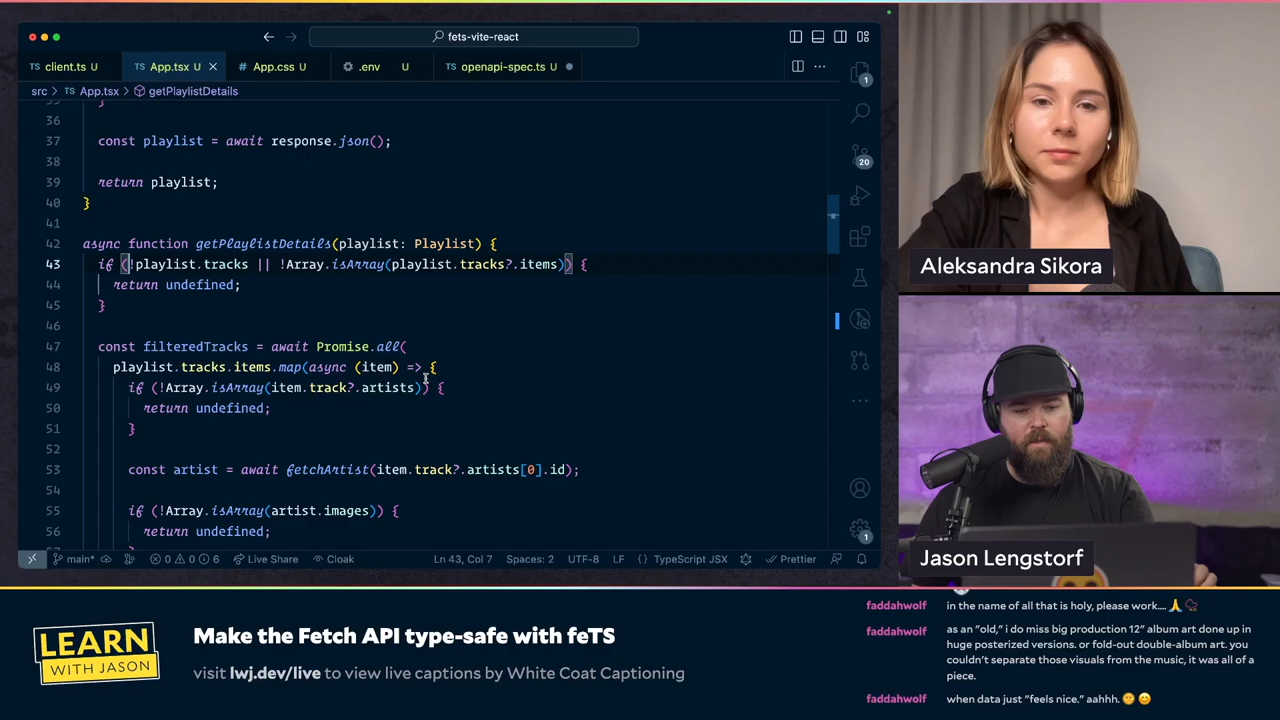 fets-vite-react
TS client.ts U
TS App.tsx U
# App.css U
.env U
TS openapi-spec.ts U
src > TS App.tsx > getPlaylistDetails
36
37 const playlist = await response.json();
38
39 return playlist;
40 }
41
42 async function getPlaylistDetails(playlist: Playlist) {
43 if (!playlist.tracks || !Array.isArray(playlist.tracks?.items)) {
44 return undefined;
45 }
46
47 const filteredTracks = await Promise.all(
48 playlist.tracks.items.map(async (item) => {
49 if (!Array.isArray(item.track?.artists)) {
50 return undefined;
51 }
52
53 const artist = await fetchArtist(item.track?.artists[0].id);
54
55 if (!Array.isArray(artist.images)) {
56 return undefined;
1
20
1
main* 0 0 6 Live Share Cloak Ln 43, Col 7 Spaces: 2 UTF-8 LF {} TypeScript JSX Prettier
Aleksandra Sikora
Jason Lengstorf
LEARN
WITH JASON
Make the Fetch API type-safe with feTS
visit lwj.dev/live to view live captions by White Coat Captioning
faddahwolf in the name of all that is holy, please work....
faddahwolf as an "old," i do miss big production 12" album art done up in
huge posterized versions. or fold-out double-album art. you
couldn't separate those visuals from the music, it was all of a
piece.
faddahwolf when data just "feels nice." aahhh.